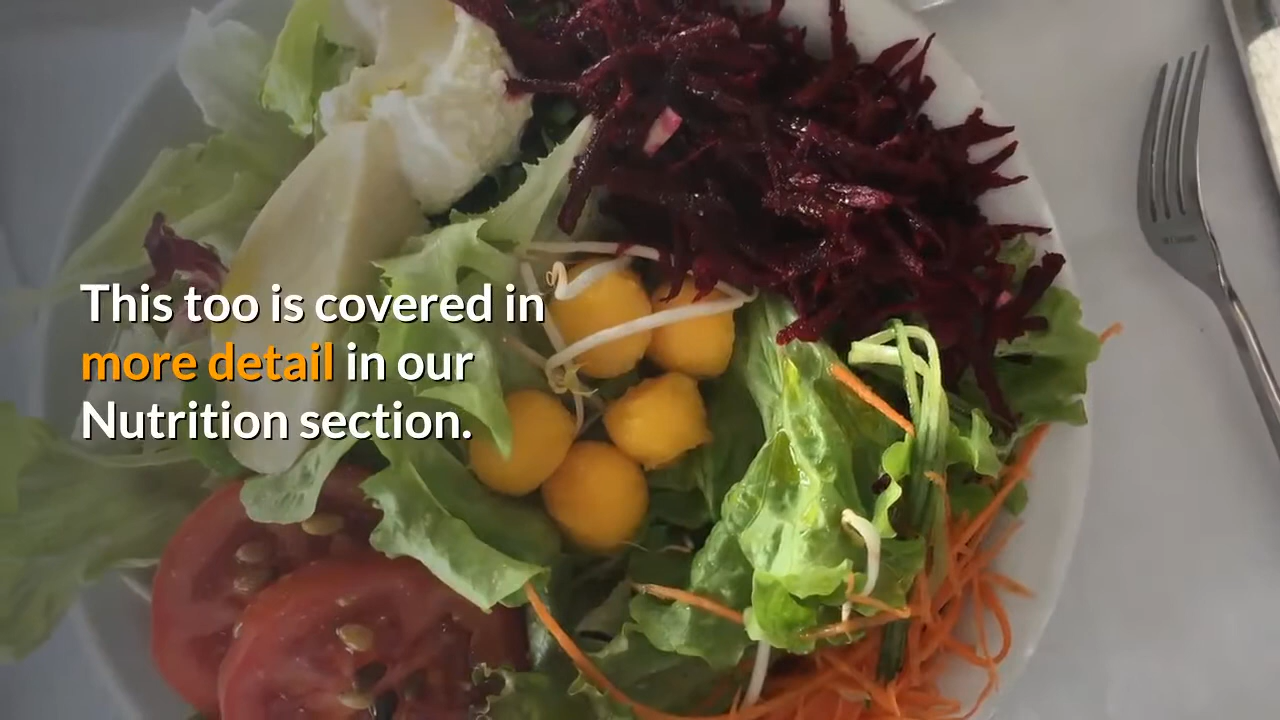 This too is covered in
more detail in our
Nutrition section.